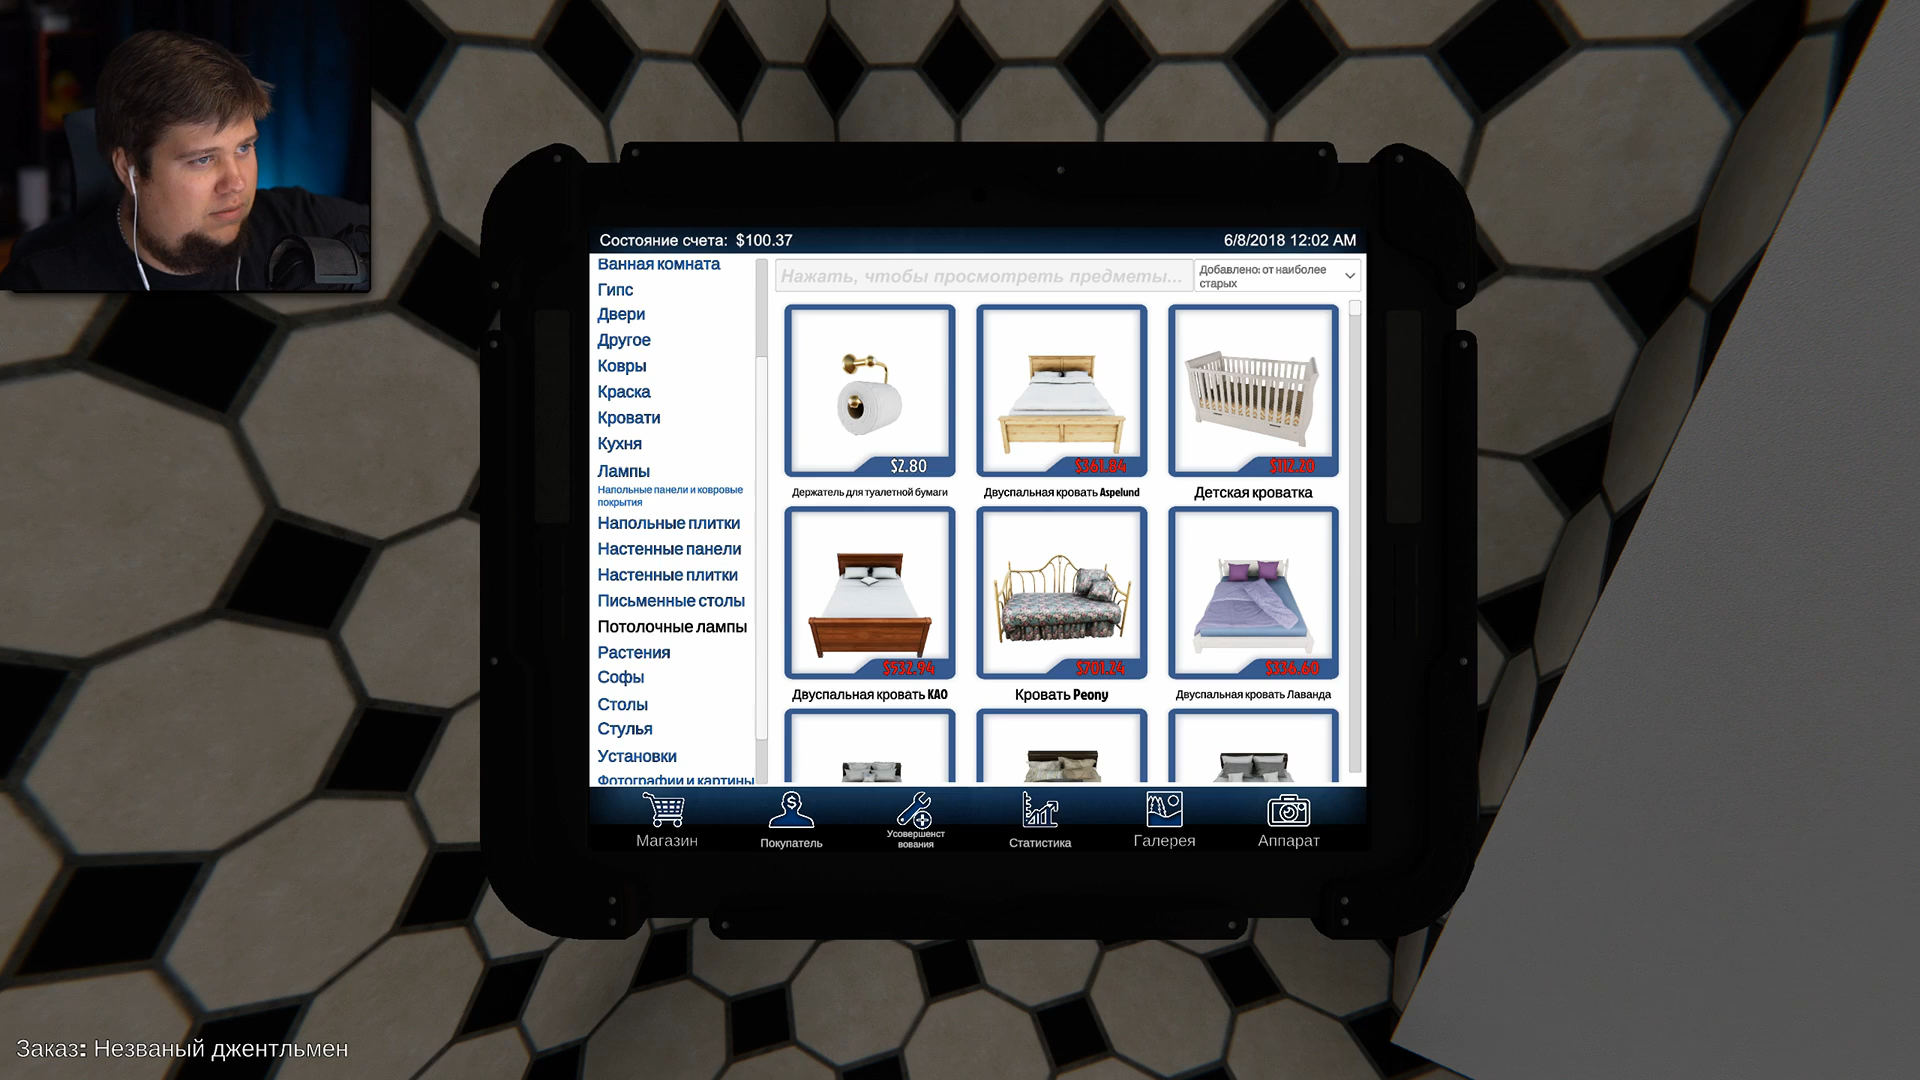 Состояние счета: $100.37
6/8/2018 12:02 AM
Ванная комната
Гипс
Двери
Другое
Ковры
Краска
Кровати
Кухня
Лампы
Напольные панели и ковровые
покрытия
Напольные плитки
Настенные панели
Настенные плитки
Письменные столы
Потолочные лампы
Растения
Софы
Столы
Стулья
Установки
Фотографии и картины
Нажать, чтобы просмотреть предметы...
Добавлено: от наиболее
старых
$2.80
$361.84
$112.20
Держатель для туалетной бумаги
Двуспальная кровать Aspelund
Детская кроватка
$532.94
$701.24
$336.60
Двуспальная кровать КАО
Кровать Peony
Двуспальная кровать Лаванда
Магазин
Покупатель
Усовершенст
вования
Статистика
Галерея
Аппарат
Заказ: Незваный джентльмен